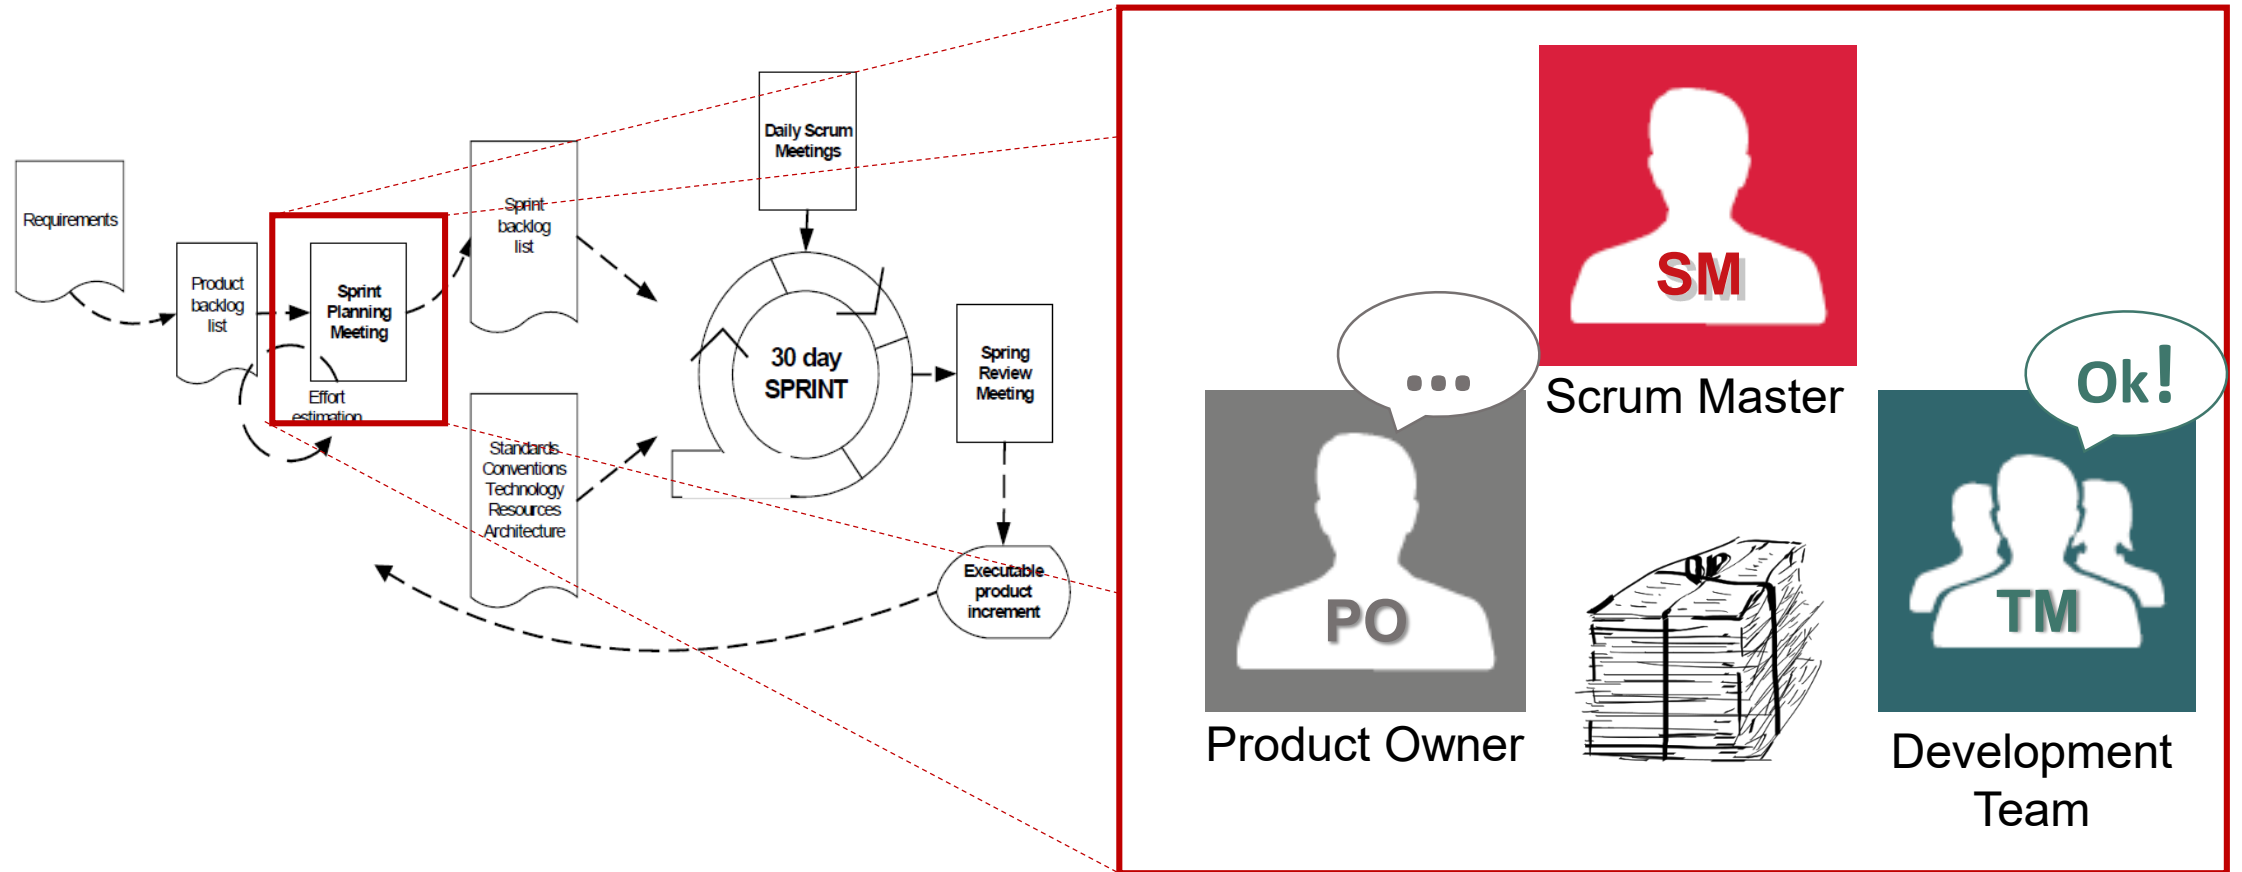 Requirements
Product
backlog
list
Sprint
Planning
Meeting
Effort
estimation
Sprint
backlog
list
Standards
Conventions
Technology
Resources
Architecture
Daily Scrum
Meetings
30 day
SPRINT
Spring
Review
Meeting
Executable
product
increment
SM
Scrum Master
...
PO
Product Owner
Ok!
TM
Development
Team